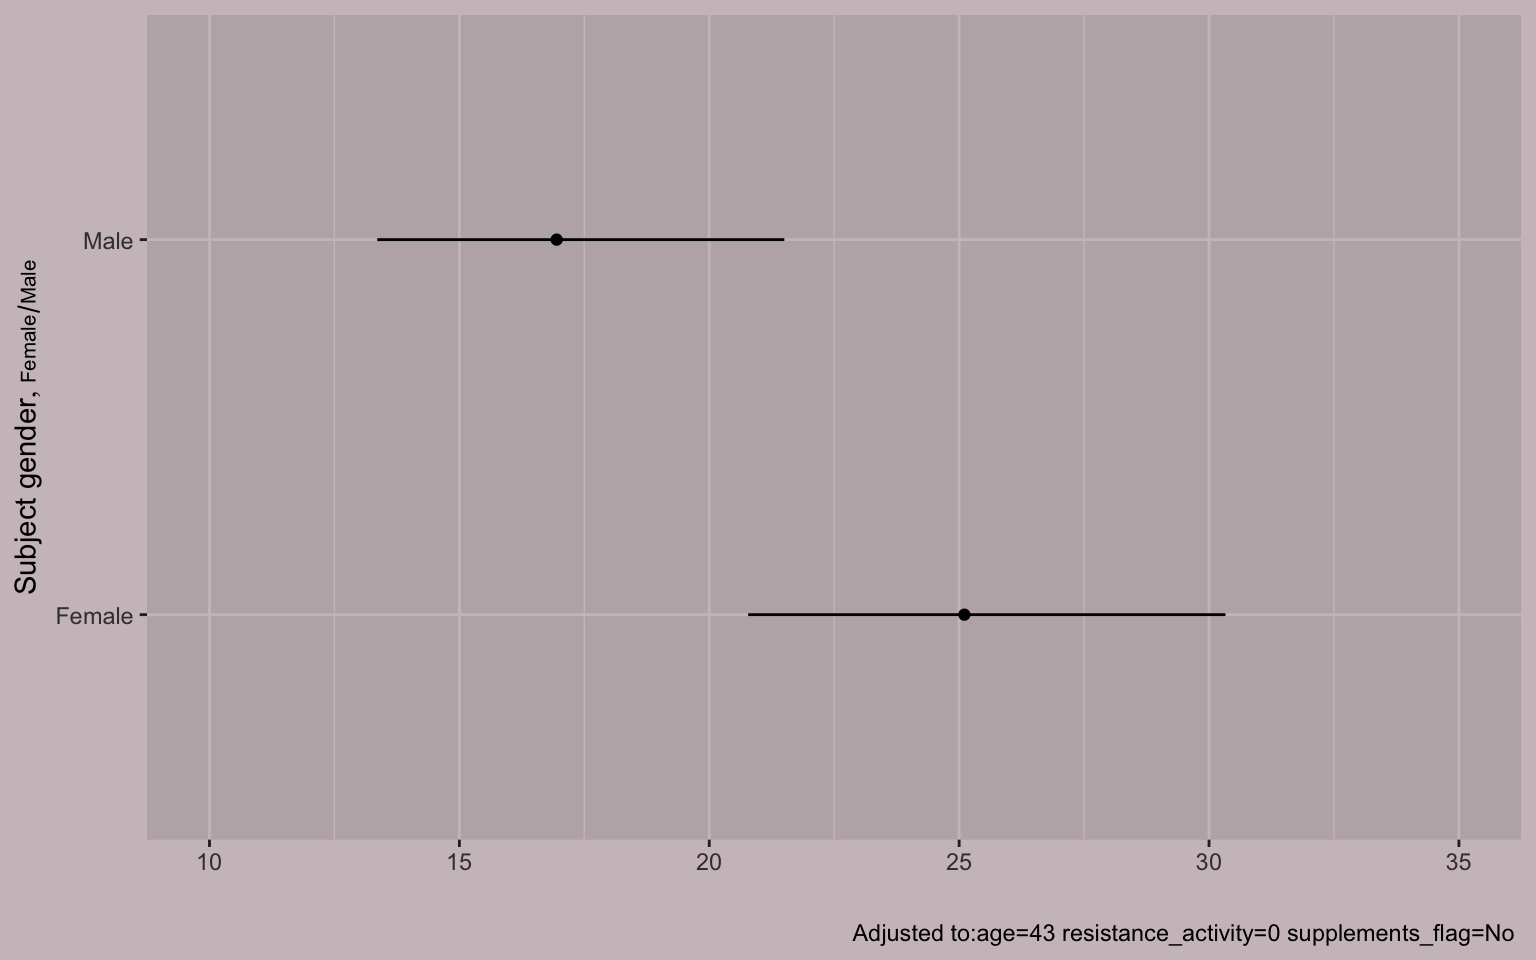 Male
Female
Subject gender, Female/Male
10 15 20 25 30 35
Adjusted to:age=43 resistance_activity=0 supplements_flag=No